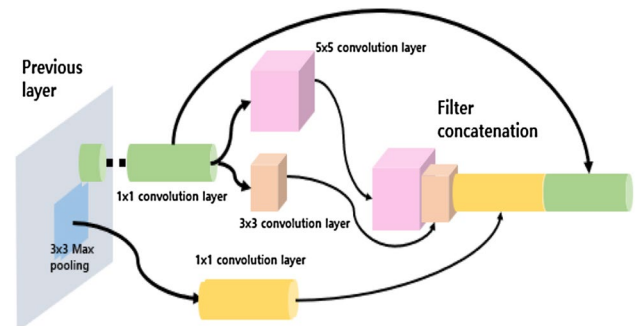 5x5 convolution layer
Previous
layer
Filter
concatenation
1x1 convolution layer
3x3 convolution layer
3x3 Max
pooling
1x1 convolution layer